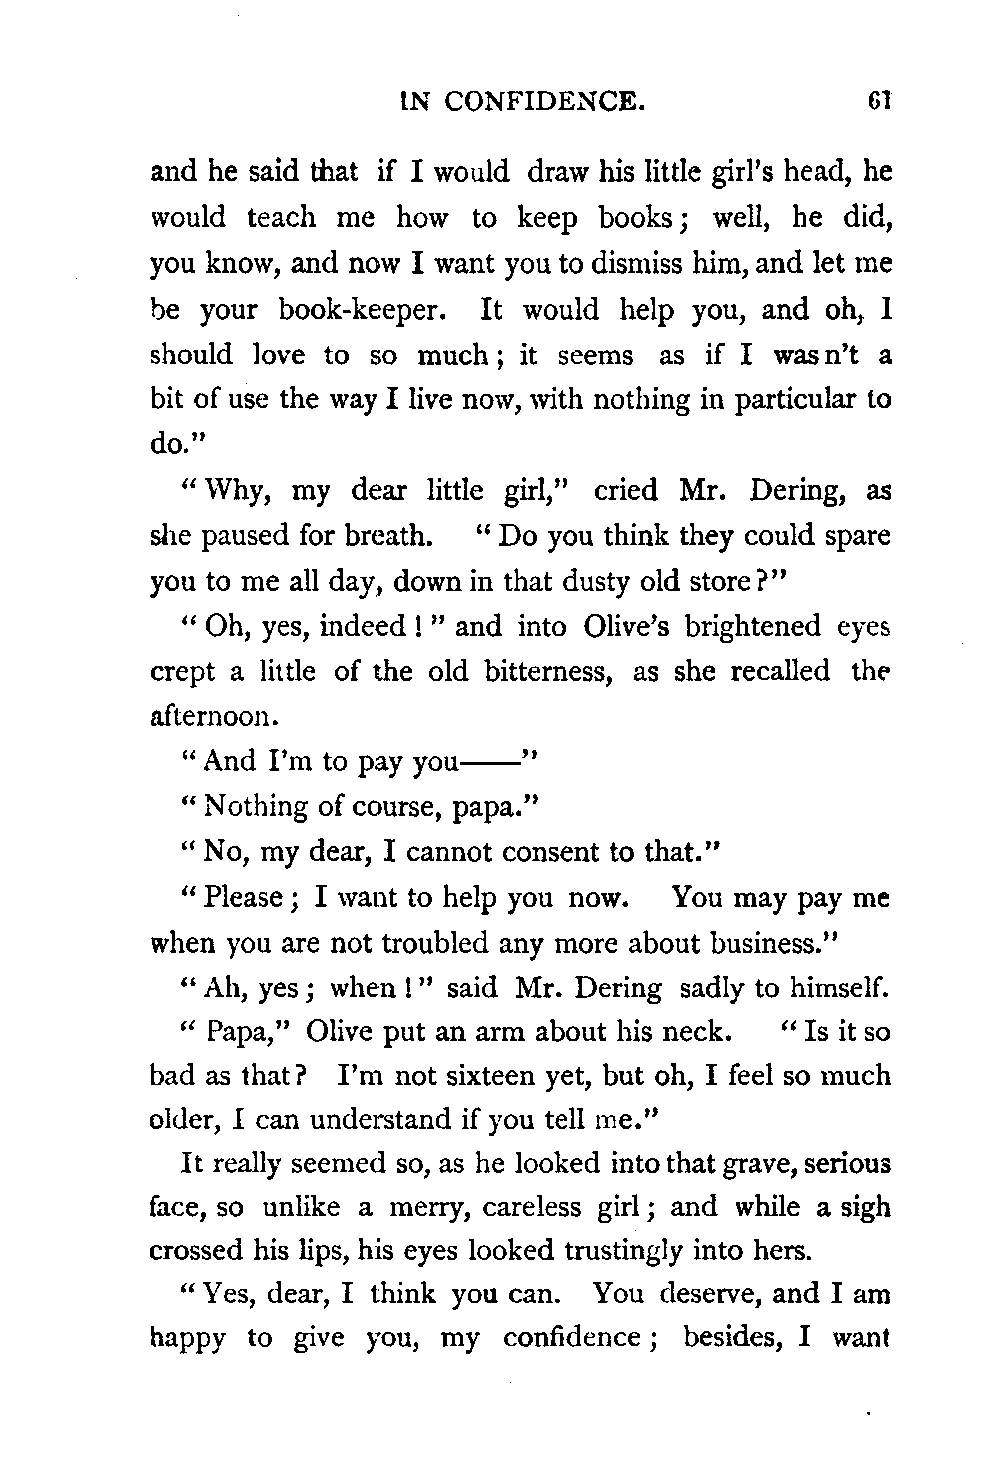 IN CONFIDENCE. 61
and he said that if I would draw his little girl's head, he
would teach me how to keep books; well, he did,
you know, and now I want you to dismiss him, and let me
be your book-keeper. It would help you, and oh, I
should love to so much; it seems as if I wasn't a
bit of use the way I live now, with nothing in particular to
do."
"Why, my dear little girl," cried Mr. Dering, as
she paused for breath. "Do you think they could spare
you to me all day, down in that dusty old store?"
"Oh, yes, indeed!" and into Olive's brightened eyes
crept a little of the old bitterness, as she recalled the
afternoon.
"And I'm to pay you——"
"Nothing of course, papa."
"No, my dear, I cannot consent to that."
"Please; I want to help you now. You may pay me
when you are not troubled any more about business."
"Ah, yes; when!" said Mr. Dering sadly to himself.
"Papa," Olive put an arm about his neck. "Is it so
bad as that? I'm not sixteen yet, but oh, I feel so much
older, I can understand if you tell me."
It really seemed so, as he looked into that grave, serious
face, so unlike a merry, careless girl; and while a sigh
crossed his lips, his eyes looked trustingly into hers.
"Yes, dear, I think you can. You deserve, and I am
happy to give you, my confidence; besides, I want